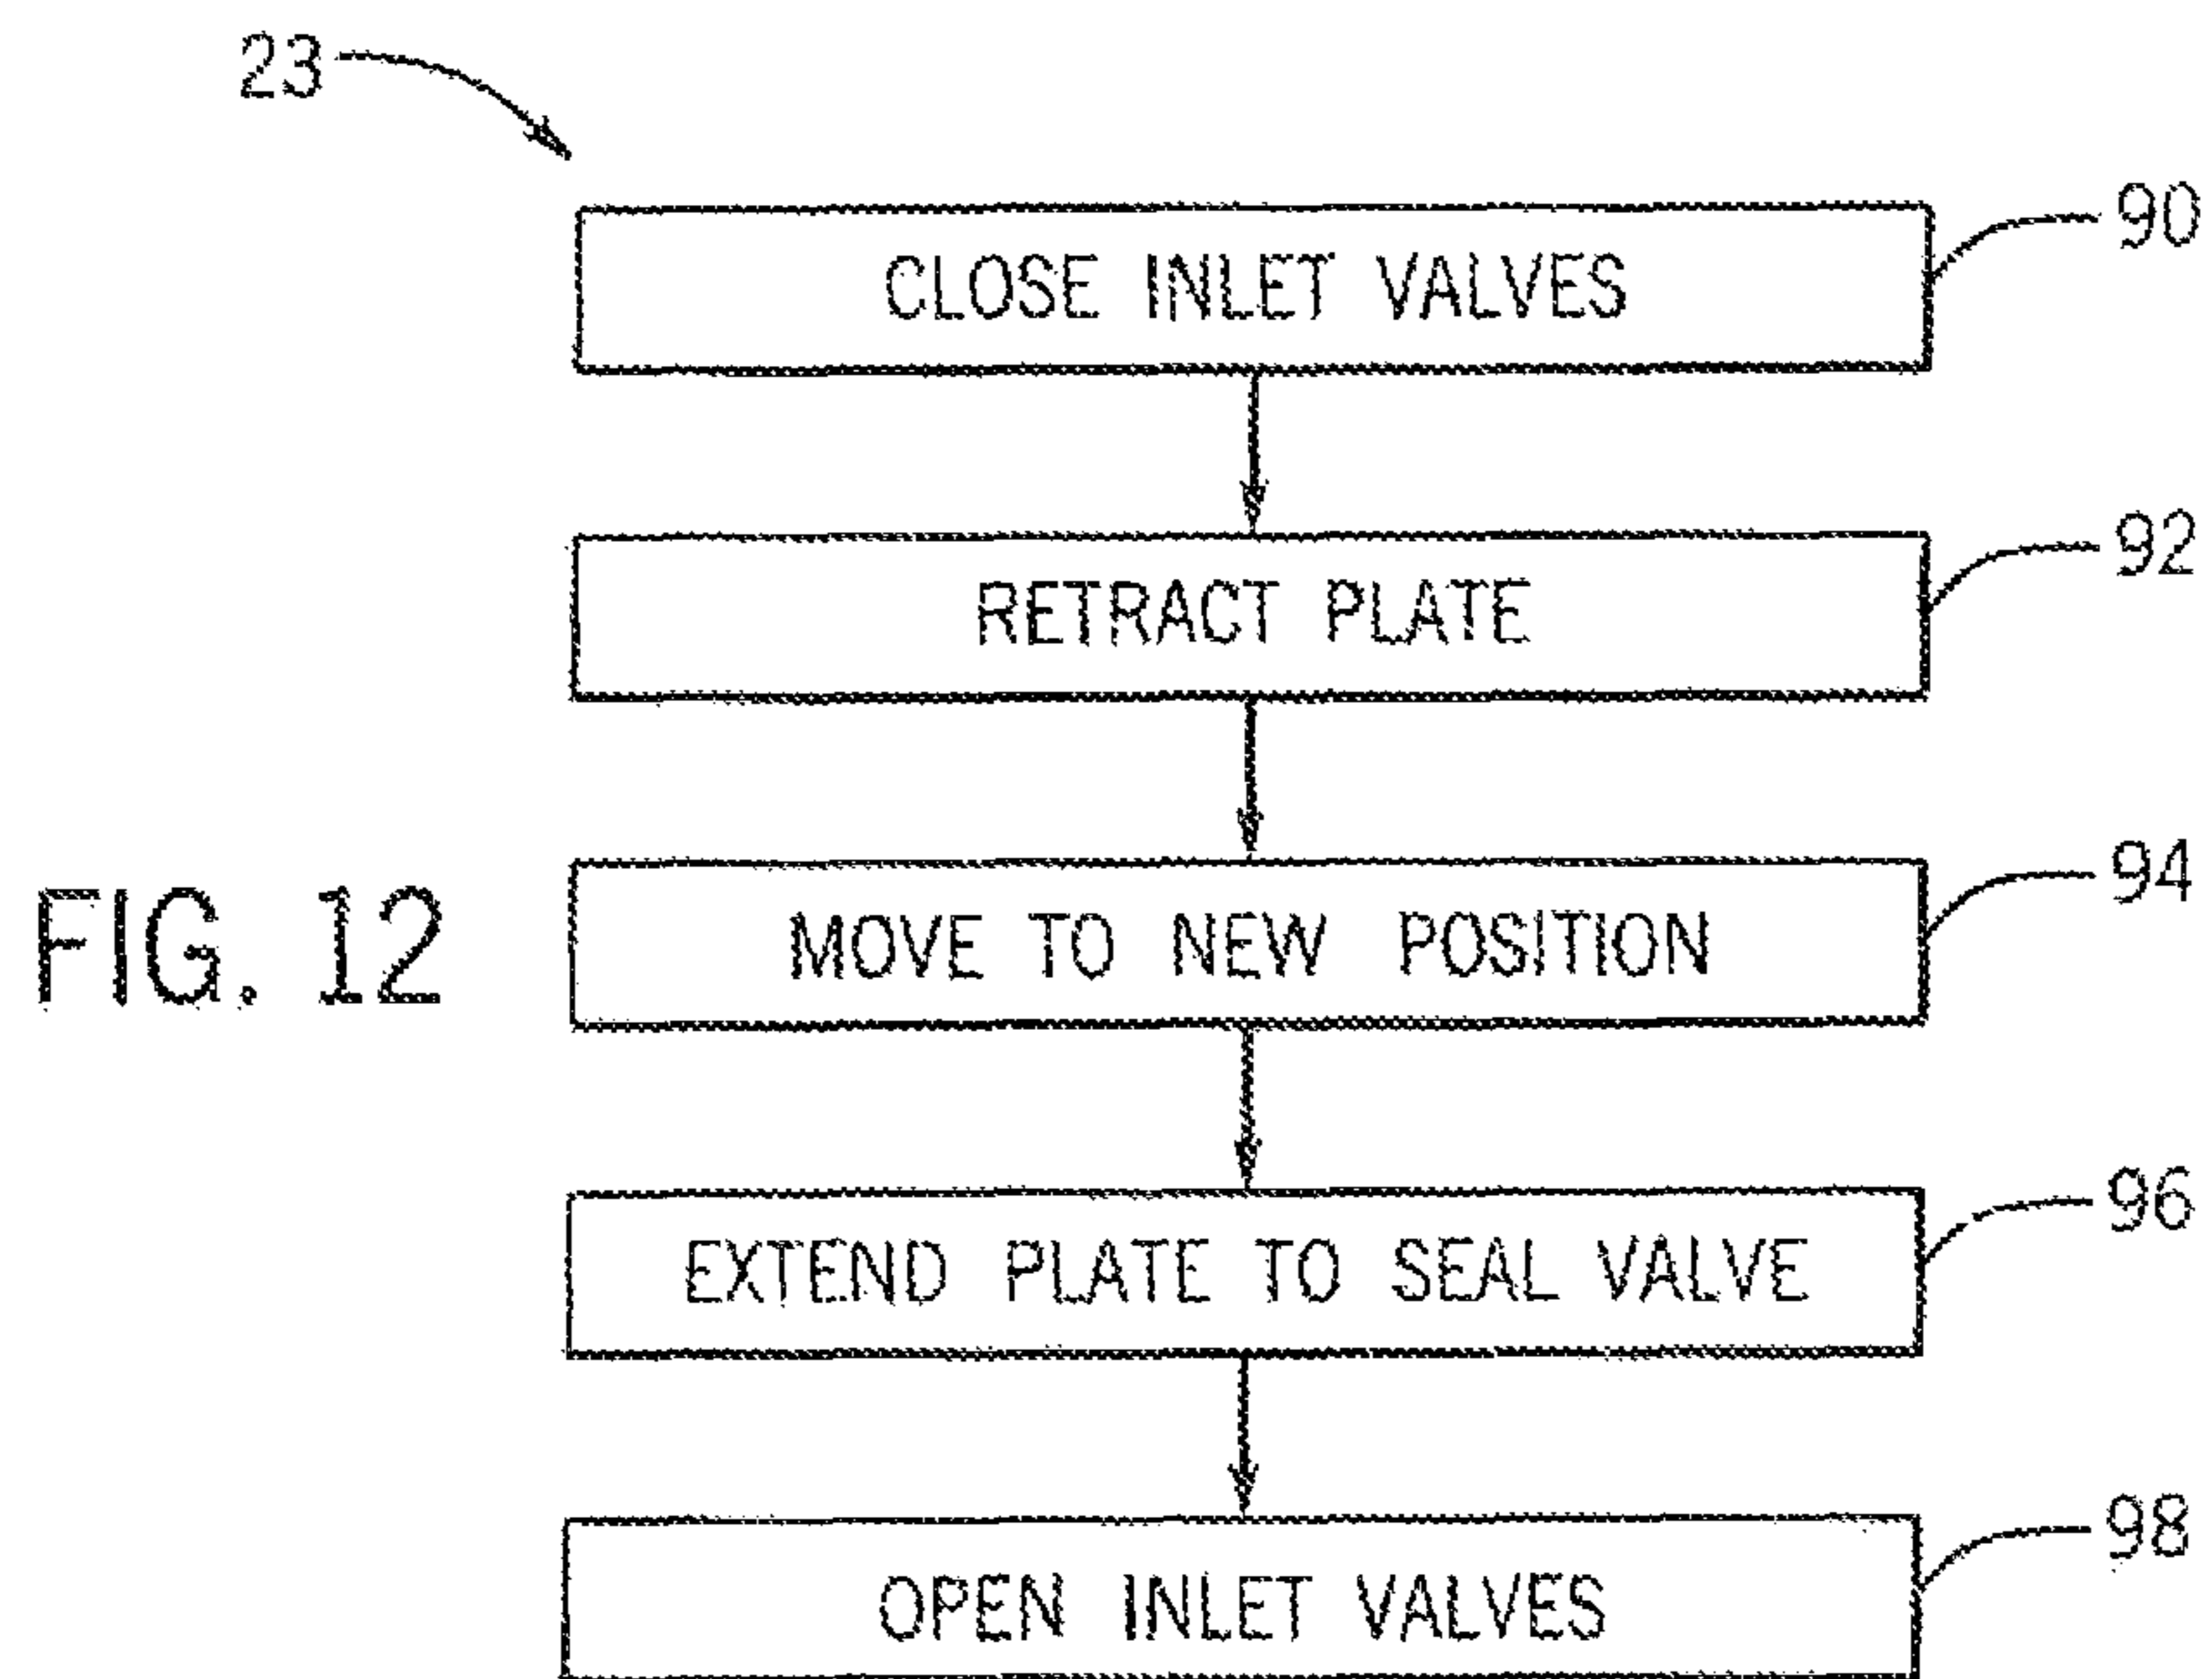 23
CLOSE INLET VALVES
90
RETRACT PLATE
92
MOVE TO NEW POSITION
94
FIG. 12
EXTEND PLATE TO SEAL VALVE
96
OPEN INLET VALVES
98